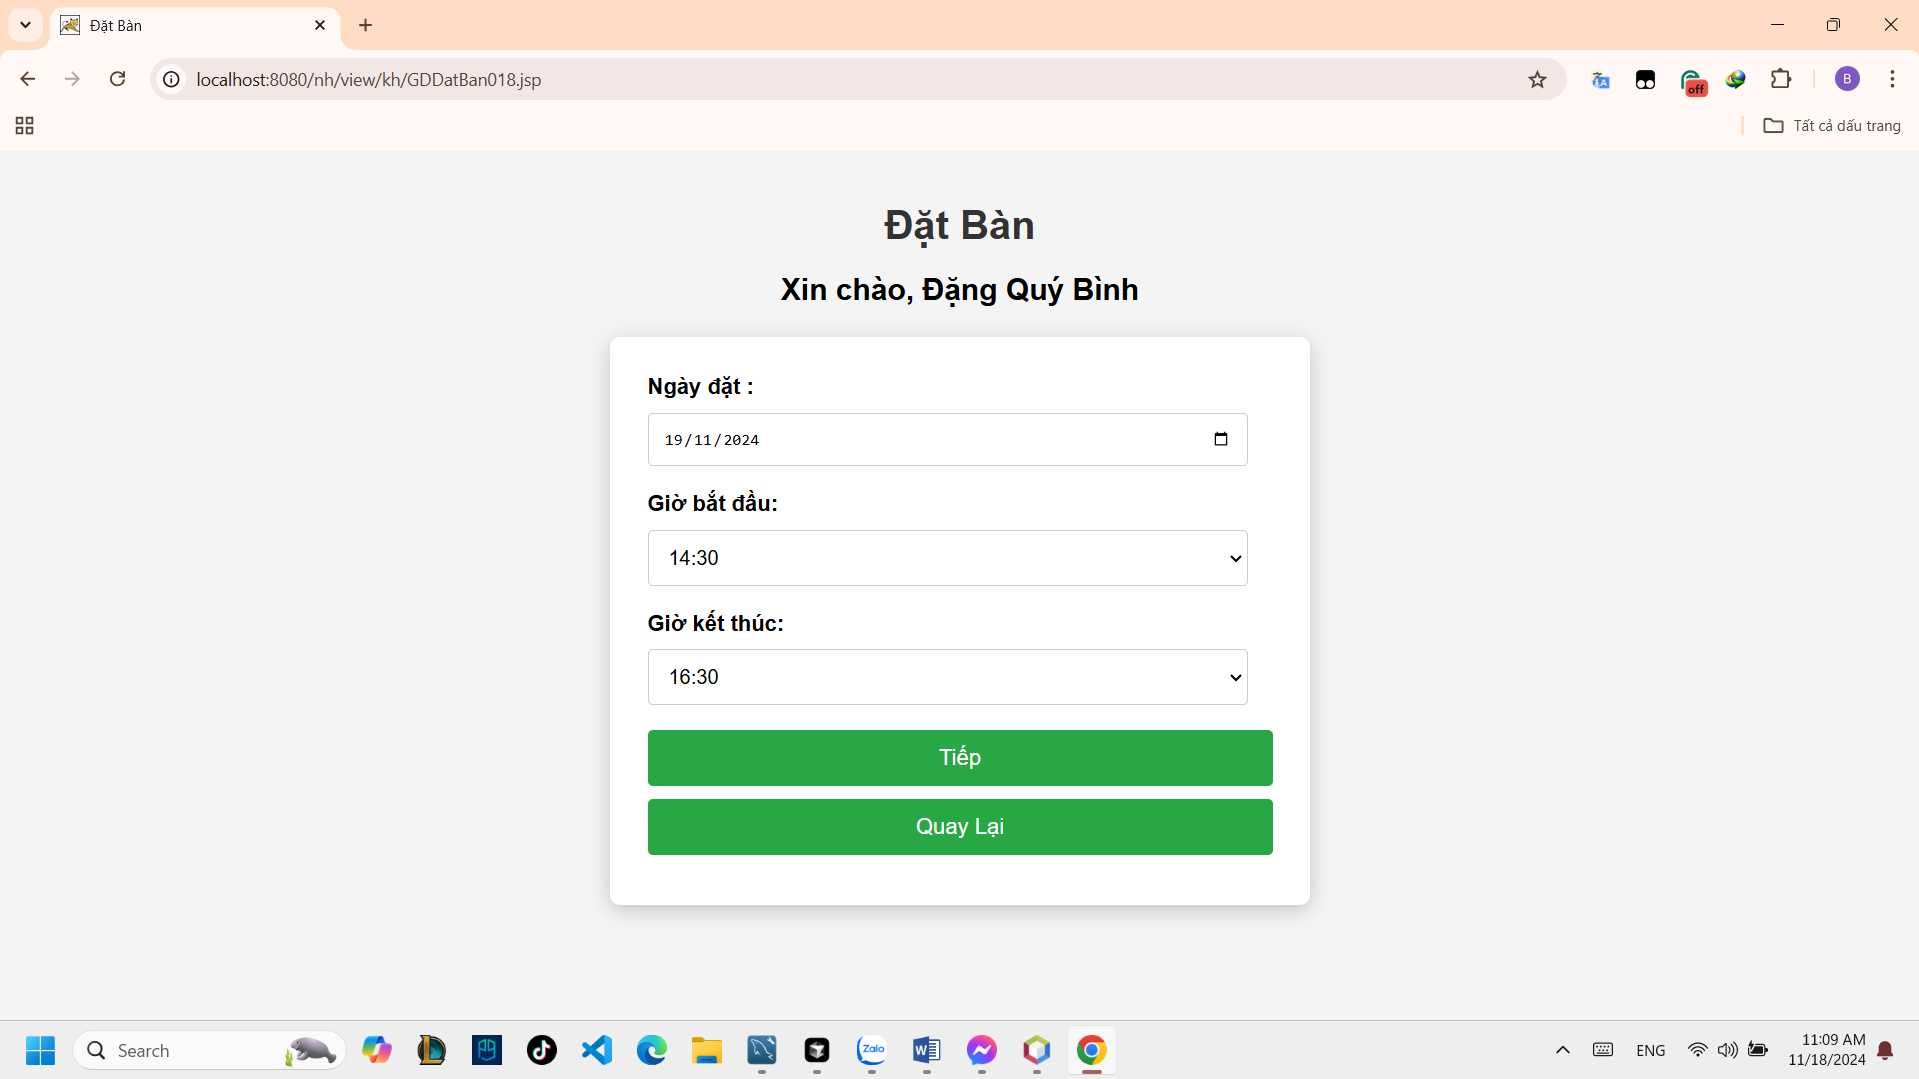 Đặt Bàn
localhost:8080/nh/view/kh/GDDatBan018.jsp
off
B
Tất cả dấu trang
Đặt Bàn
Xin chào, Đặng Quý Bình
Ngày đặt :
19/11/2024
Giờ bắt đầu:
14:30
Giờ kết thúc:
16:30
Tiếp
Quay Lại
Search
Zalo
ENG
11:09 AM
11/18/2024